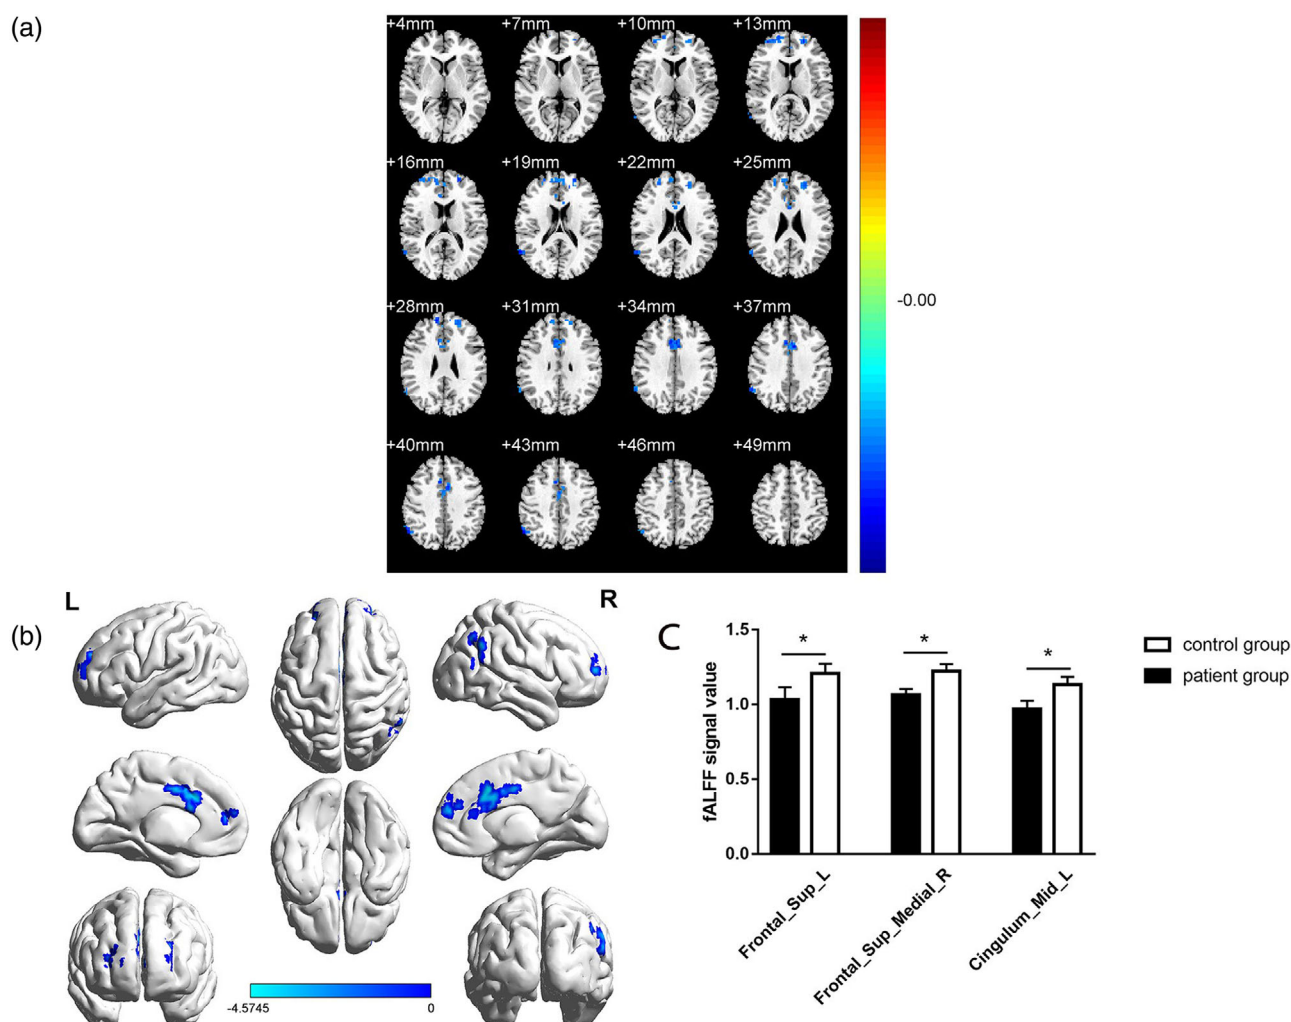 (a)
+4mm +7mm +10mm +13mm
+16mm +19mm +22mm +25mm
-0.00
+28mm +31mm +34mm +37mm
+40mm +43mm +46mm +49mm
L R
(b)
-4.5745 0
C
1.5
1.0
0.5
0.0
fALFF signal value
* * *
control group
patient group
Frontal_Sup_L
Frontal_Sup_Medial_R
Cingulum_Mid_L